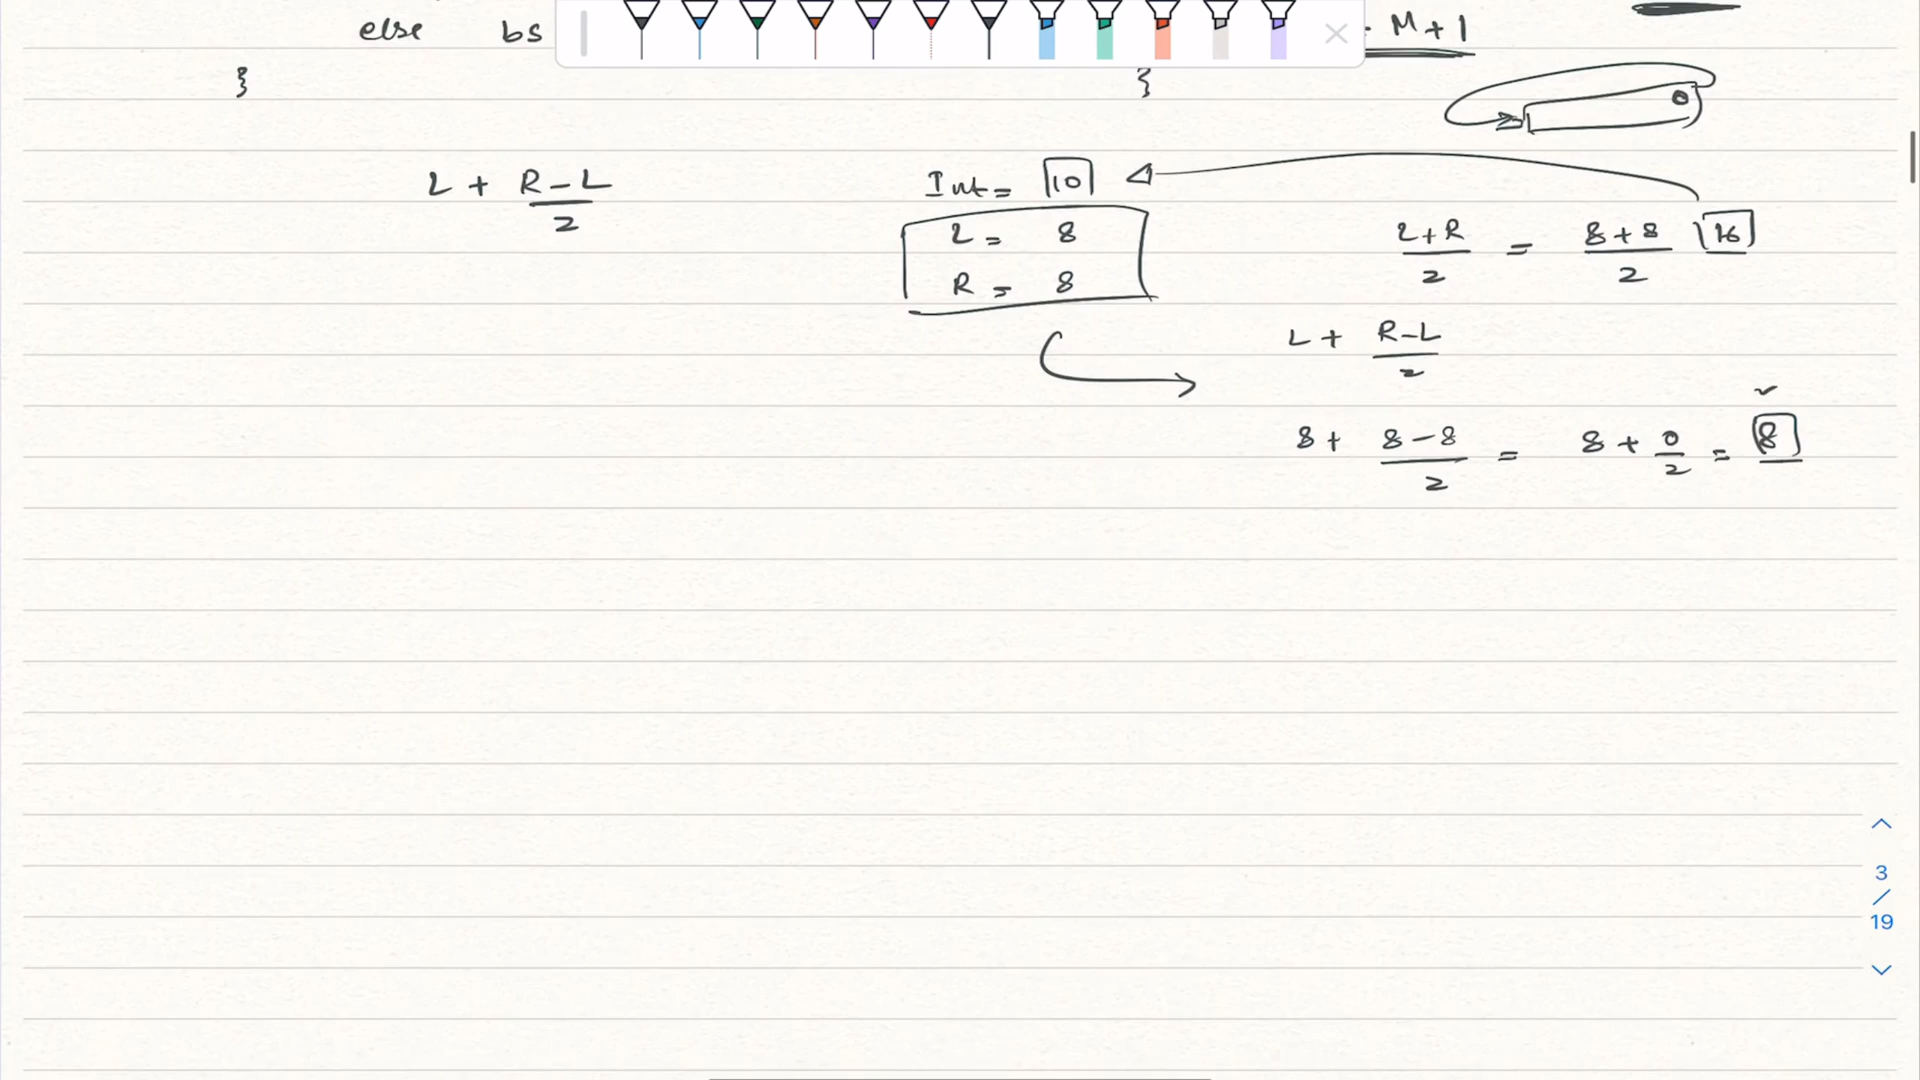 else bs M+1
} }
L + R-L / 2
Int = 10
L = 8
R = 8
L+R / 2 = 8+8 / 2 16
L + R-L / 2
8 + 8-8 / 2 = 8 + 0/2 = 8
0
3
/
19